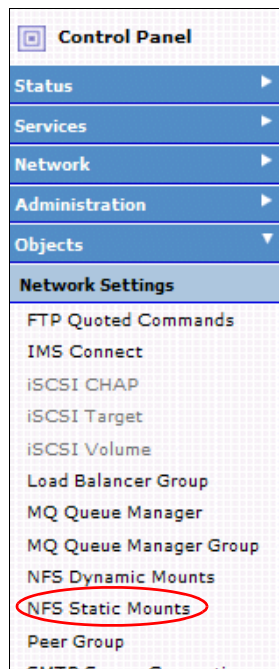 Control Panel
Status
Services
Network
Administration
Objects
Network Settings
FTP Quoted Commands
IMS Connect
iSCSI CHAP
iSCSI Target
iSCSI Volume
Load Balancer Group
MQ Queue Manager
MQ Queue Manager Group
NFS Dynamic Mounts
NFS Static Mounts
Peer Group